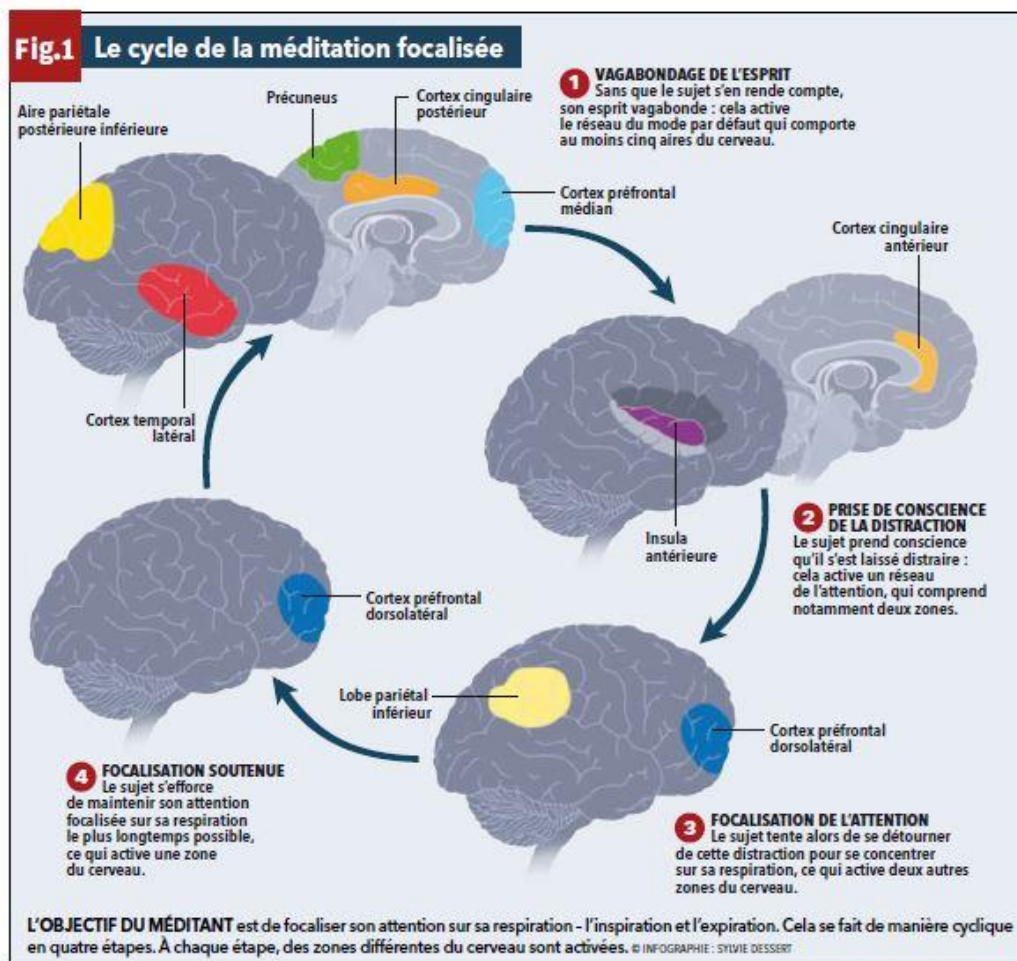 Fig.1 Le cycle de la méditation focalisée
1 VAGABONDAGE DE L'ESPRIT
Sans que le sujet s'en rende compte,
son esprit vagabonde : cela active
le réseau du mode par défaut qui comporte
au moins cinq aires du cerveau.
Aire pariétale
postérieure inférieure
Précuneus
Cortex cingulaire
postérieur
Cortex préfrontal
médian
Cortex temporal
latéral
Cortex cingulaire
antérieur
Insula
antérieure
2 PRISE DE CONSCIENCE
DE LA DISTRACTION
Le sujet prend conscience
qu'il s'est laissé distraire :
cela active un réseau
de l'attention, qui comprend
notamment deux zones.
Lobe pariétal
inférieur
Cortex préfrontal
dorsolatéral
3 FOCALISATION DE L'ATTENTION
Le sujet tente alors de se détourner
de cette distraction pour se concentrer
sur sa respiration, ce qui active deux autres
zones du cerveau.
Cortex préfrontal
dorsolatéral
4 FOCALISATION SOUTENUE
Le sujet s'efforce
de maintenir son attention
focalisée sur sa respiration
le plus longtemps possible,
ce qui active une zone
du cerveau.
L'OBJECTIF DU MÉDITANT est de focaliser son attention sur sa respiration - l'inspiration et l'expiration. Cela se fait de manière cyclique
en quatre étapes. À chaque étape, des zones différentes du cerveau sont activées. © INFOGRAPHIE : SYLVIE DESSERT